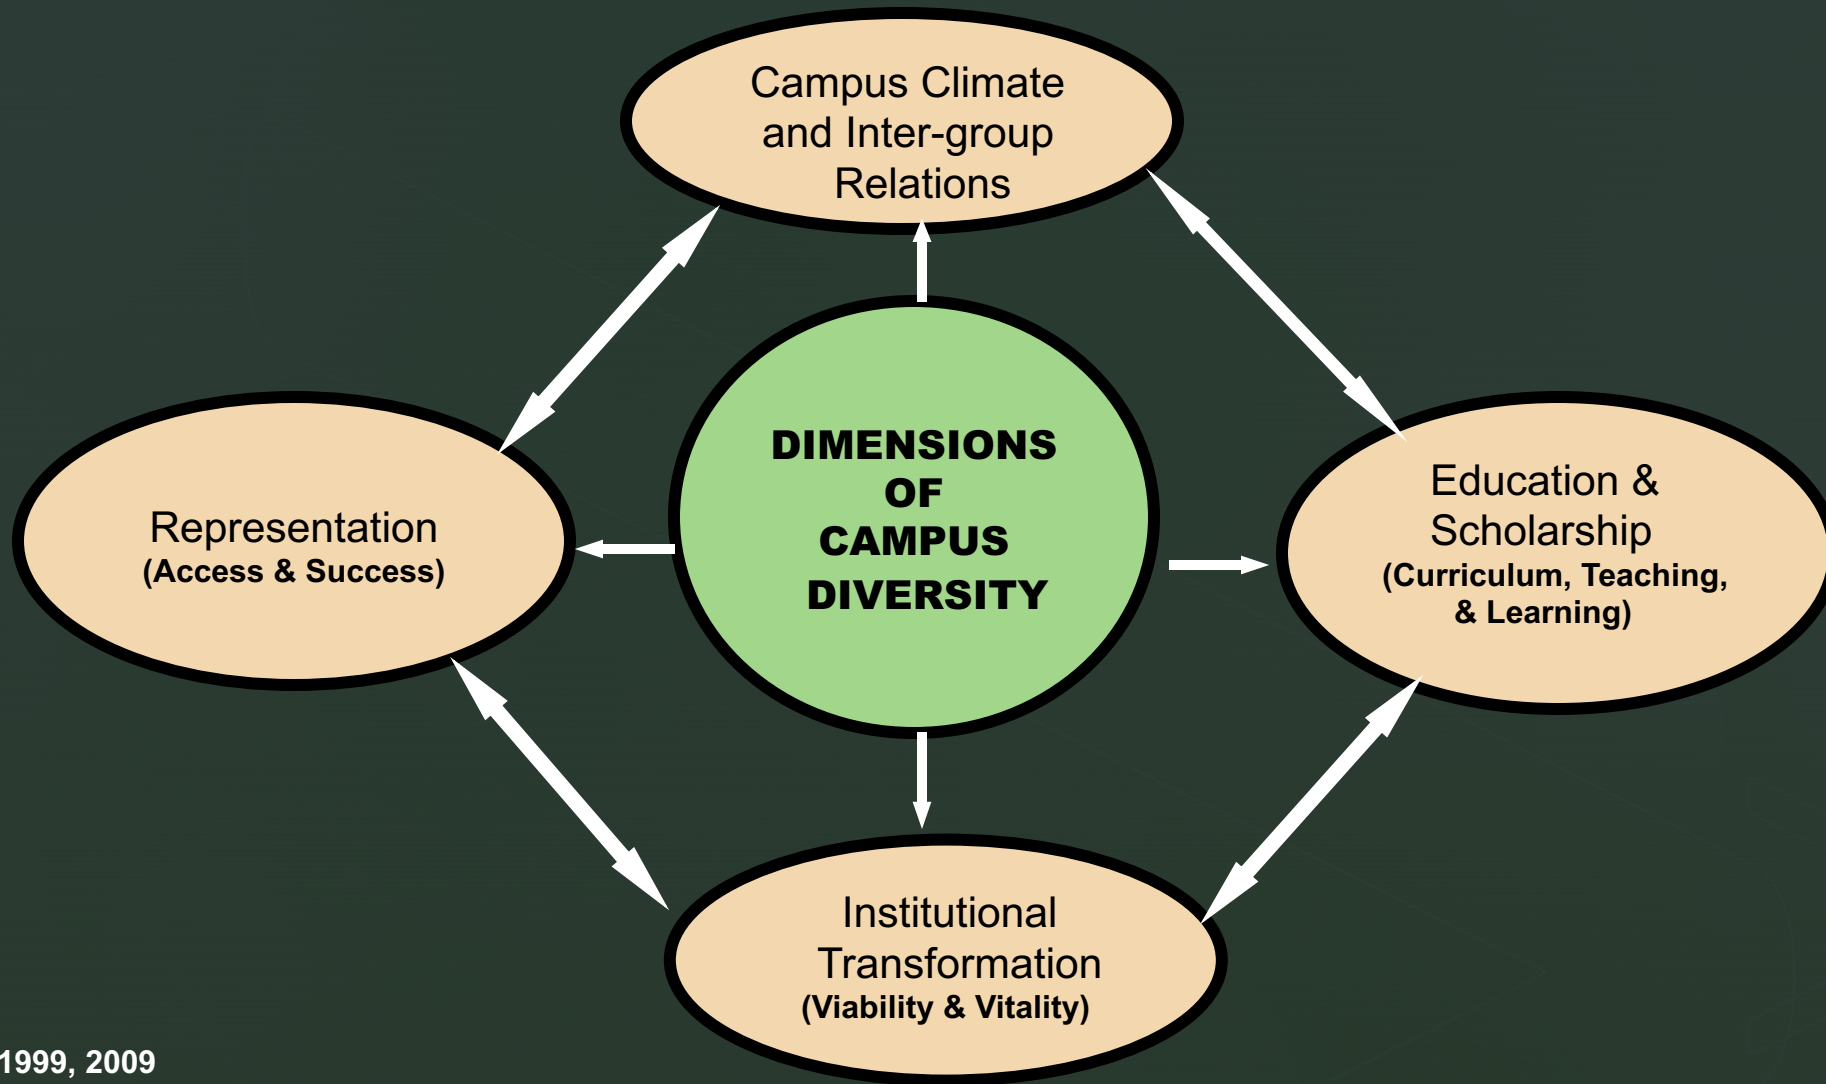 Campus Climate
and Inter-group
Relations
DIMENSIONS
OF
CAMPUS
DIVERSITY
Representation
(Access & Success)
Education &
Scholarship
(Curriculum, Teaching,
& Learning)
Institutional
Transformation
(Viability & Vitality)
1999, 2009